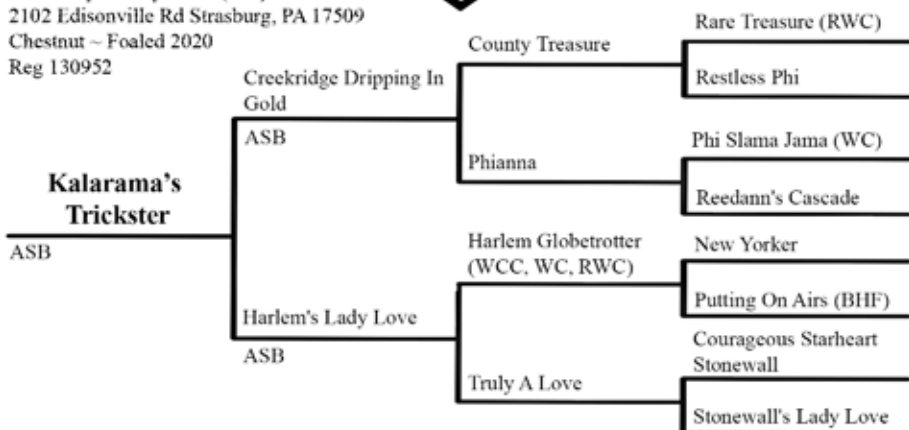 2102 Edisonville Rd Strasburg, PA 17509
Chestnut ~ Foaled 2020
Reg 130952
Kalarama's
Trickster
ASB
Creekridge Dripping In
Gold
ASB
Harlem's Lady Love
ASB
County Treasure
Phianna
Harlem Globetrotter
(WCC, WC, RWC)
Truly A Love
Rare Treasure (RWC)
Restless Phi
Phi Slama Jama (WC)
Reedann's Cascade
New Yorker
Putting On Airs (BHF)
Courageous Starheart
Stonewall
Stonewall's Lady Love